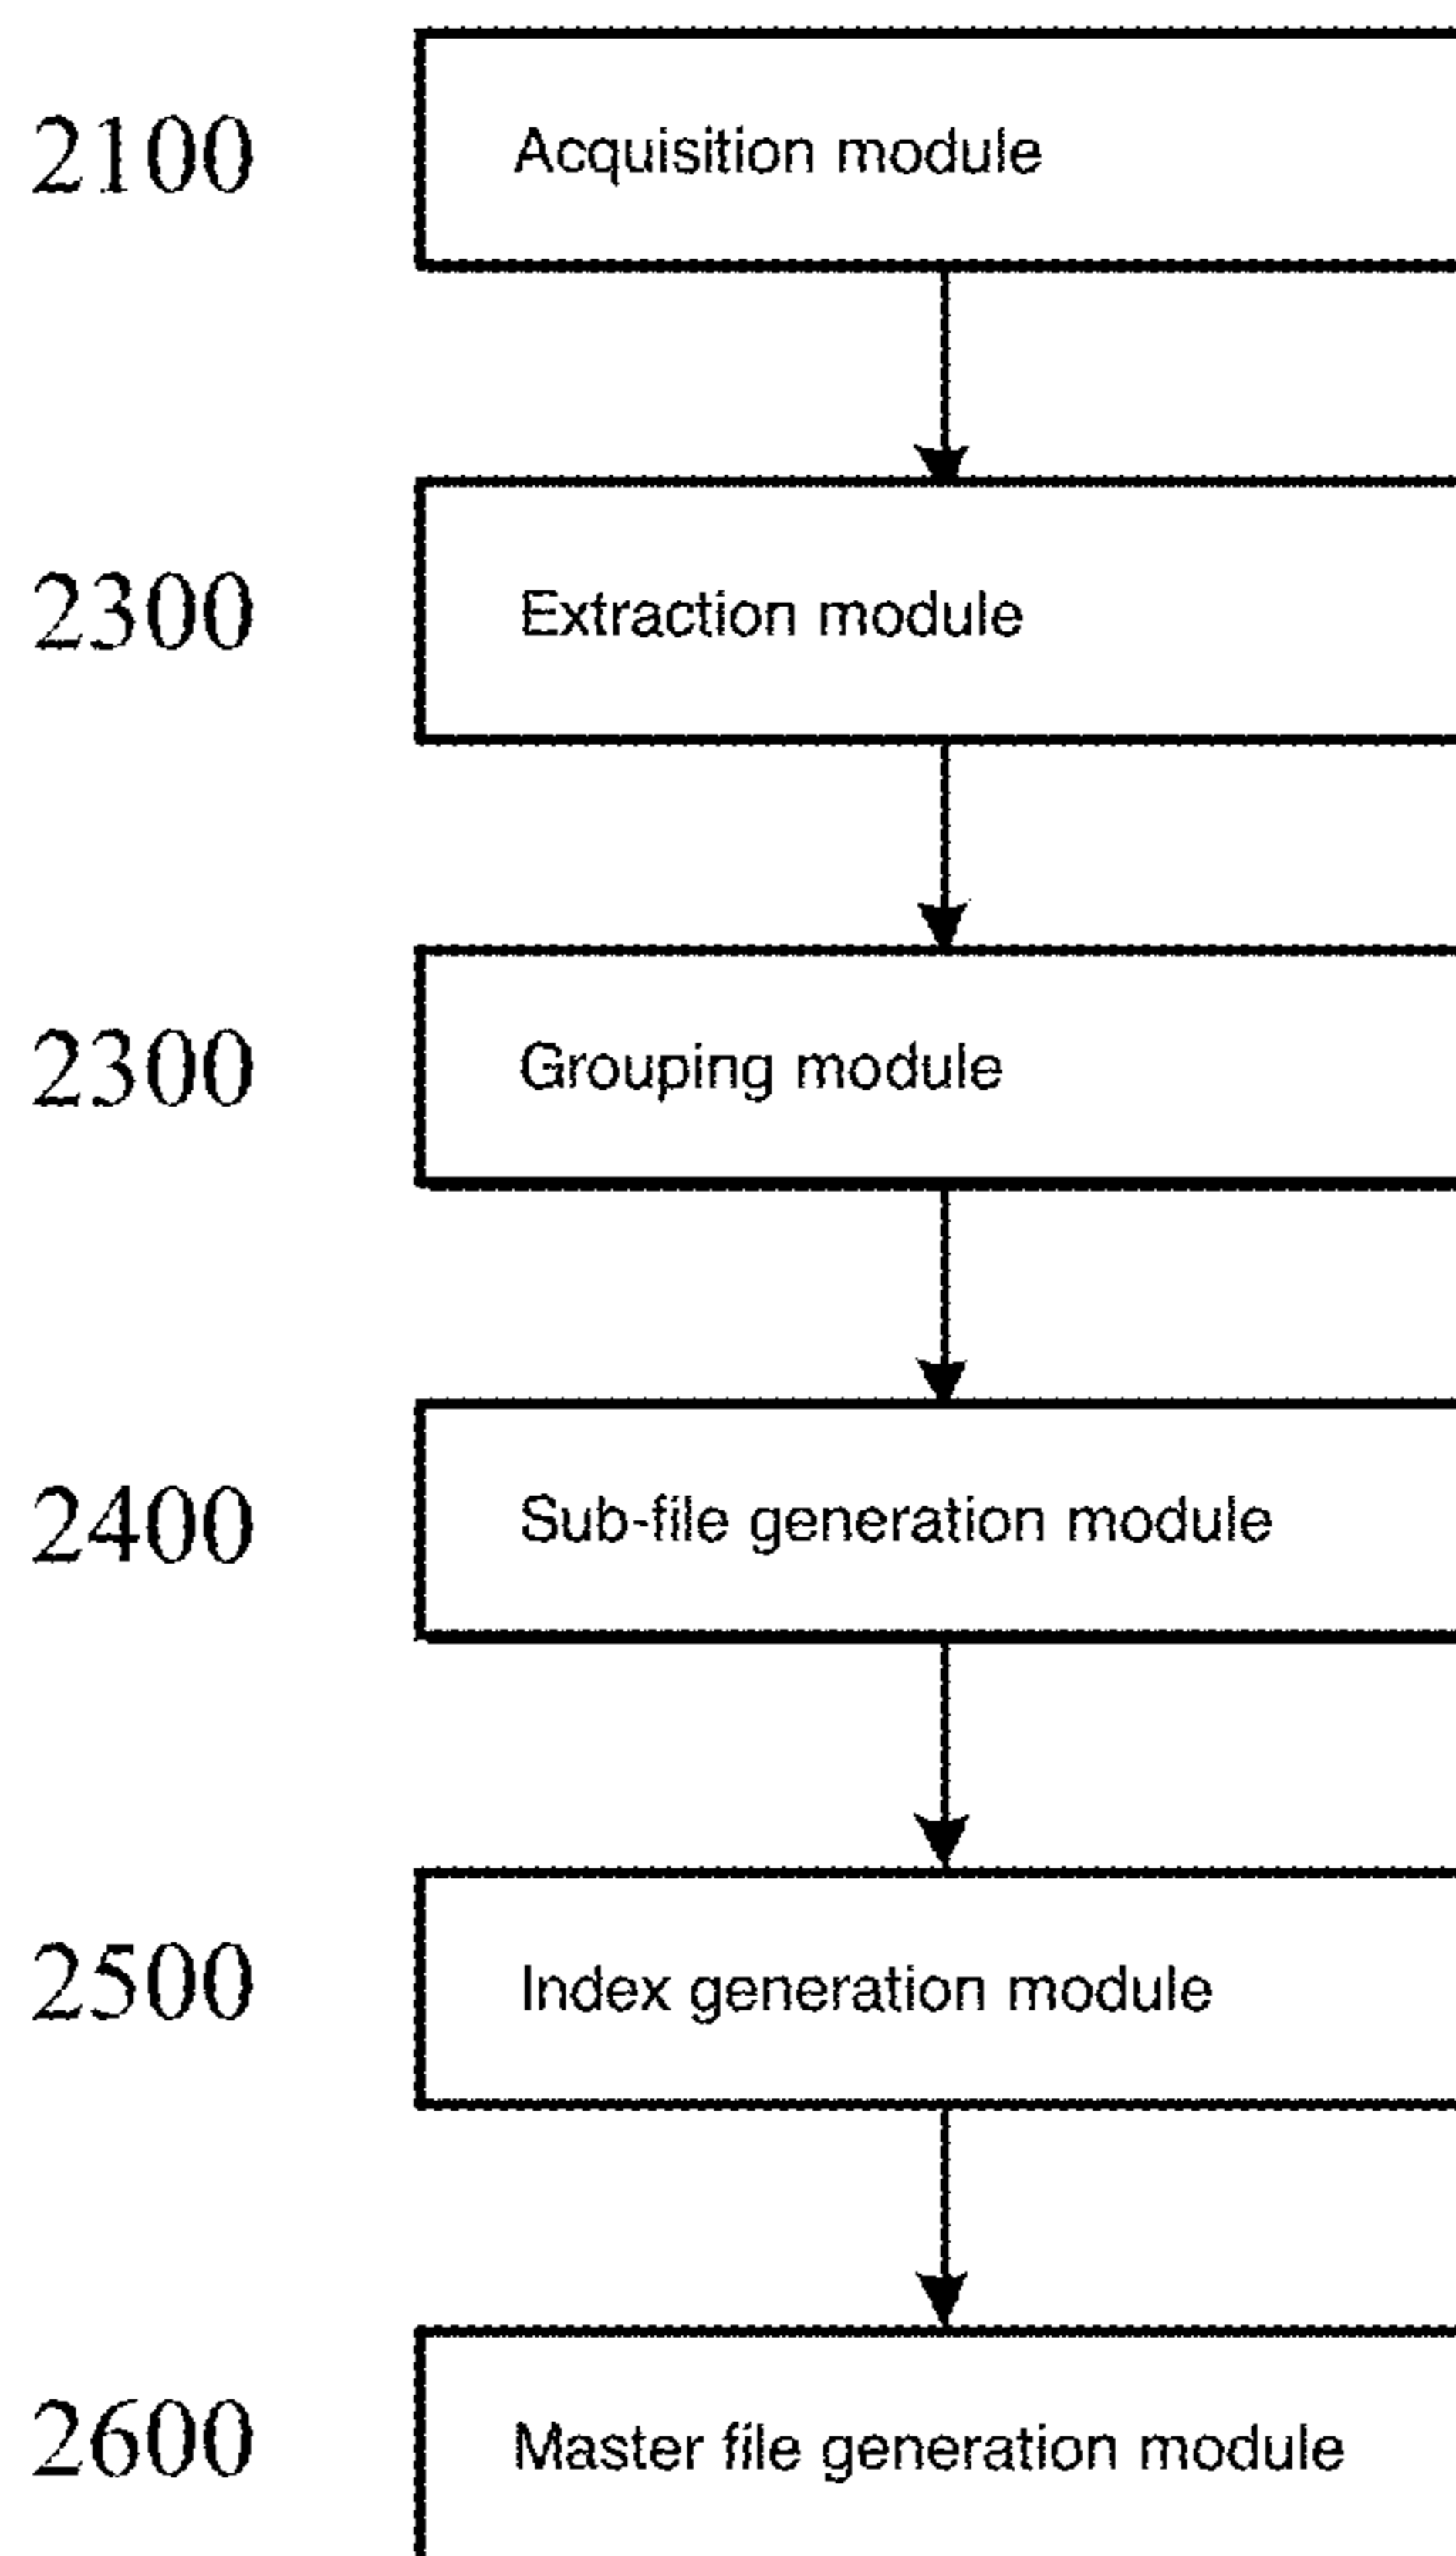 2100 Acquisition module
2300 Extraction module
2300 Grouping module
2400 Sub-file generation module
2500 Index generation module
2600 Master file generation module